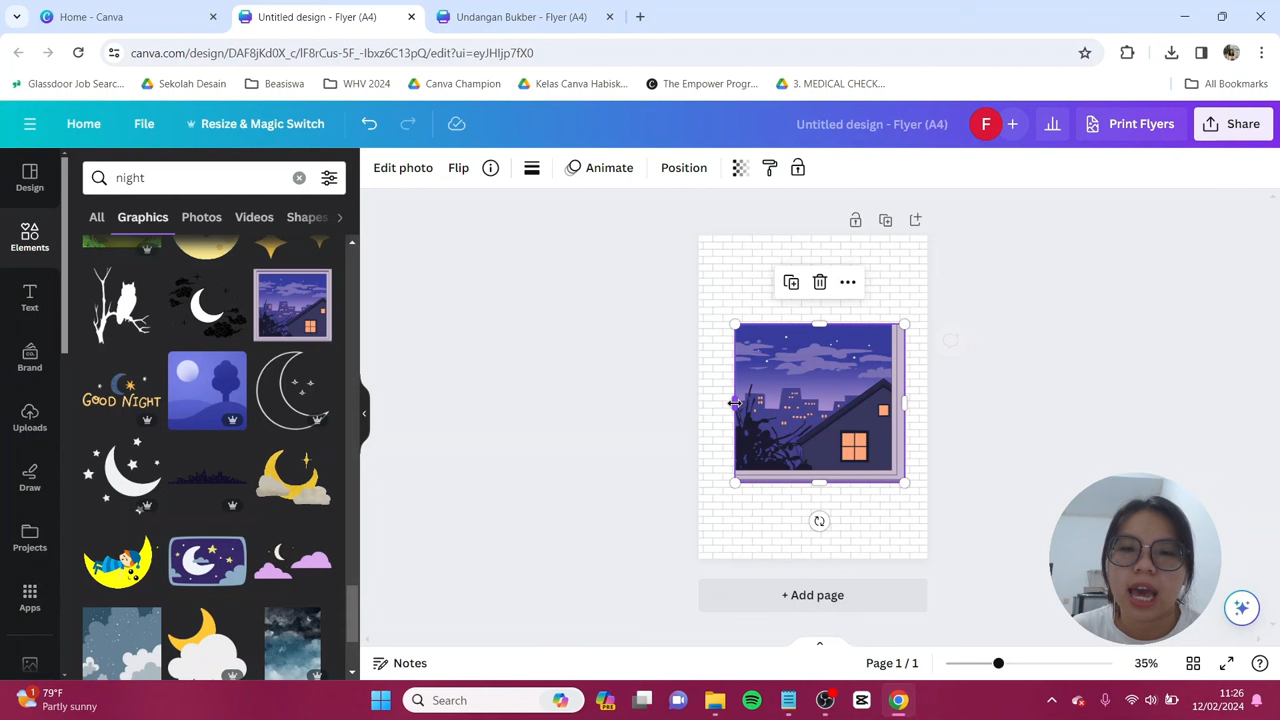 Home - Canva
Untitled design - Flyer (A4)
Undangan Bukber - Flyer (A4)
canva.com/design/DAF8jKd0X_c/lF8rCus-5F_-Ibxz6C13pQ/edit?ui=eyJHIjp7fX0
Glassdoor Job Searc...
Sekolah Desain
Beasiswa
WHV 2024
Canva Champion
Kelas Canva Habisk...
The Empower Progr...
3. MEDICAL CHECK...
All Bookmarks
Home
File
Resize & Magic Switch
Untitled design - Flyer (A4)
F
Print Flyers
Share
Design
Elements
Text
Brand
Uploads
Draw
Projects
Apps
night
All
Graphics
Photos
Videos
Shapes
GOOD NIGHT
Edit photo
Flip
Animate
Position
+ Add page
Notes
Page 1 / 1
35%
1
79°F
Partly sunny
Search
PRE
11:26
12/02/2024